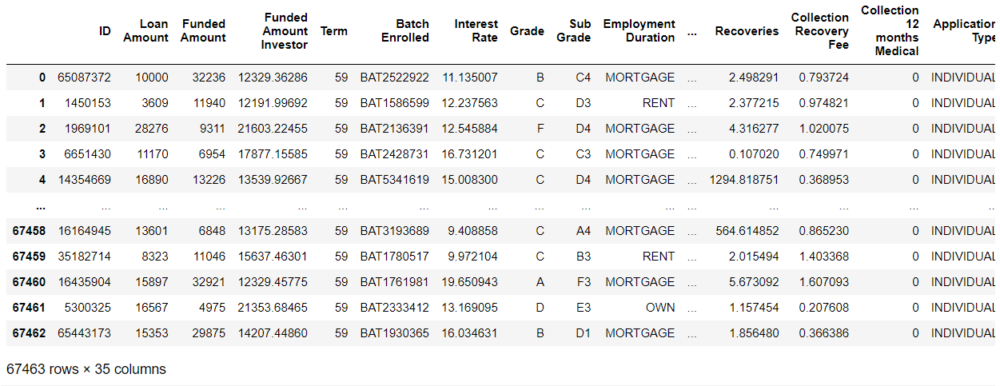 ID Loan Amount Funded Amount Funded Amount Investor Term Batch Enrolled Interest Rate Grade Sub Grade Employment Duration ... Recoveries Collection Recovery Fee Collection 12 months Medical Application Type
0 65087372 10000 32236 12329.36286 59 BAT2522922 11.135007 B C4 MORTGAGE ... 2.498291 0.793724 0 INDIVIDUAL
1 1450153 3609 11940 12191.99692 59 BAT1586599 12.237563 C D3 RENT ... 2.377215 0.974821 0 INDIVIDUAL
2 1969101 28276 9311 21603.22455 59 BAT2136391 12.545884 F D4 MORTGAGE ... 4.316277 1.020075 0 INDIVIDUAL
3 6651430 11170 6954 17877.15585 59 BAT2428731 16.731201 C C3 MORTGAGE ... 0.107020 0.749971 0 INDIVIDUAL
4 14354669 16890 13226 13539.92667 59 BAT5341619 15.008300 C D4 MORTGAGE ... 1294.818751 0.368953 0 INDIVIDUAL
... ... ... ... ... ... ... ... ... ... ... ... ... ... ... ...
67458 16164945 13601 6848 13175.28583 59 BAT3193689 9.408858 C A4 MORTGAGE ... 564.614852 0.865230 0 INDIVIDUAL
67459 35182714 8323 11046 15637.46301 59 BAT1780517 9.972104 C B3 RENT ... 2.015494 1.403368 0 INDIVIDUAL
67460 16435904 15897 32921 12329.45775 59 BAT1761981 19.650943 A F3 MORTGAGE ... 5.673092 1.607093 0 INDIVIDUAL
67461 5300325 16567 4975 21353.68465 59 BAT2333412 13.169095 D E3 OWN ... 1.157454 0.207608 0 INDIVIDUAL
67462 65443173 15353 29875 14207.44860 59 BAT1930365 16.034631 B D1 MORTGAGE ... 1.856480 0.366386 0 INDIVIDUAL
67463 rows × 35 columns